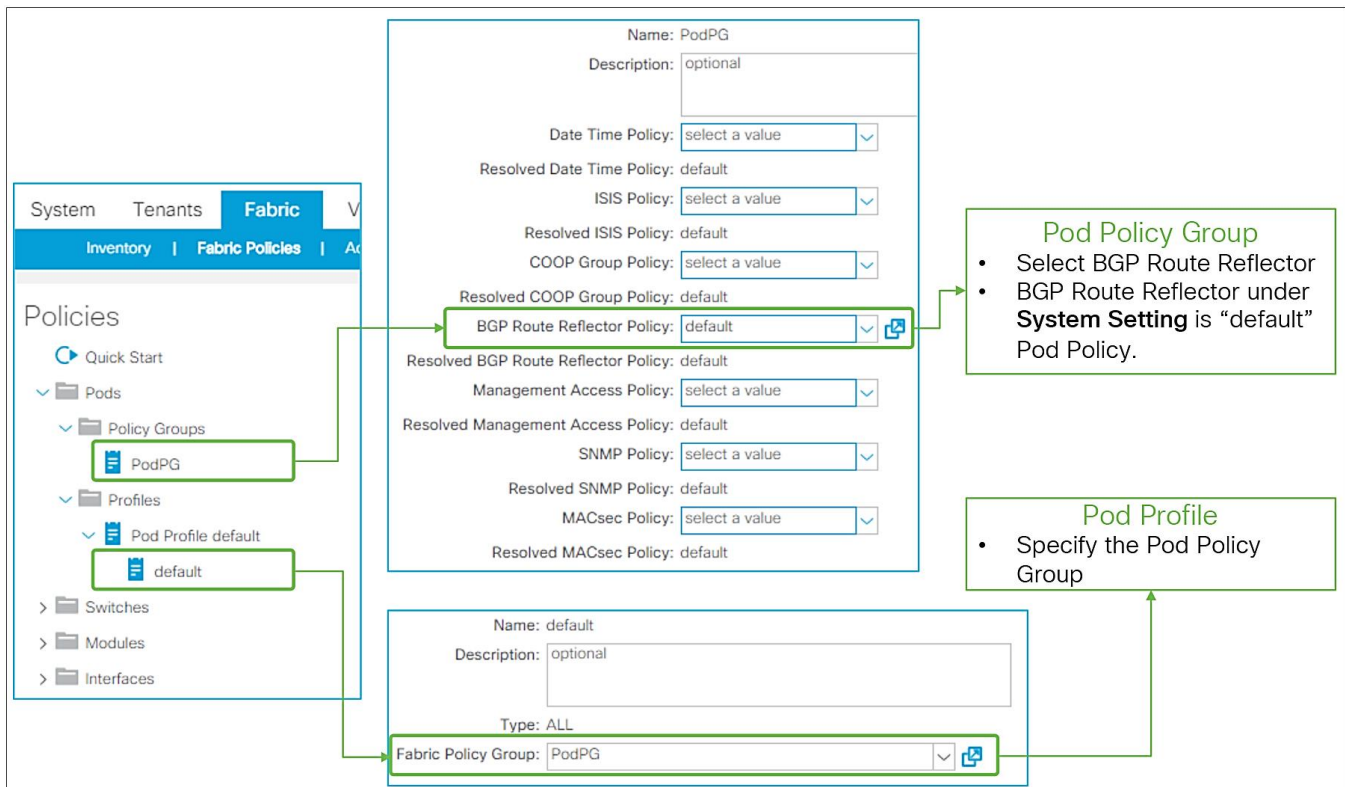 System Tenants Fabric V
Inventory | Fabric Policies | Ac
Policies
Quick Start
Pods
Policy Groups
PodPG
Profiles
Pod Profile default
default
Switches
Modules
Interfaces
Name: PodPG
Description: optional
Date Time Policy: select a value
Resolved Date Time Policy: default
ISIS Policy: select a value
Resolved ISIS Policy: default
COOP Group Policy: select a value
Resolved COOP Group Policy: default
BGP Route Reflector Policy: default
Resolved BGP Route Reflector Policy: default
Management Access Policy: select a value
Resolved Management Access Policy: default
SNMP Policy: select a value
Resolved SNMP Policy: default
MACsec Policy: select a value
Resolved MACsec Policy: default
Pod Policy Group
• Select BGP Route Reflector
• BGP Route Reflector under
System Setting is “default”
Pod Policy.
Pod Profile
• Specify the Pod Policy
Group
Name: default
Description: optional
Type: ALL
Fabric Policy Group: PodPG